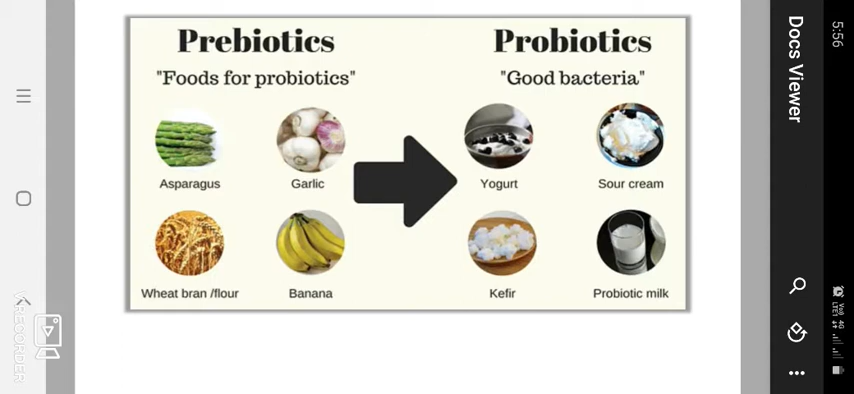 Prebiotics
"Foods for probiotics"
Asparagus
Garlic
Wheat bran /flour
Banana
Probiotics
"Good bacteria"
Yogurt
Sour cream
Kefir
Probiotic milk
Docs Viewer
5:56
RECORDER